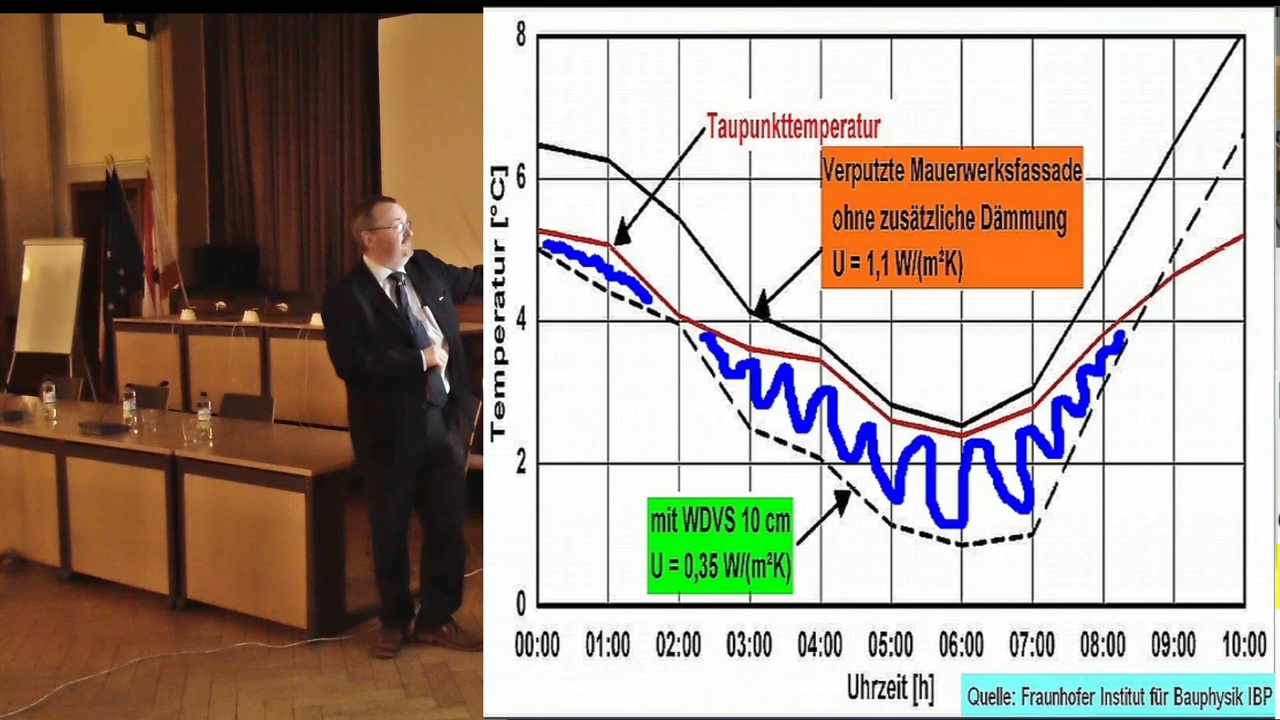 8
6
4
2
0
Temperatur [°C]
Taupunkttemperatur
Verputzte Mauerwerksfassade
ohne zusätzliche Dämmung
U = 1,1 W/(m²K)
mit WDVS 10 cm
U = 0,35 W/(m²K)
00:00 01:00 02:00 03:00 04:00 05:00 06:00 07:00 08:00 09:00 10:00
Uhrzeit [h]
Quelle: Fraunhofer Institut für Bauphysik IBP